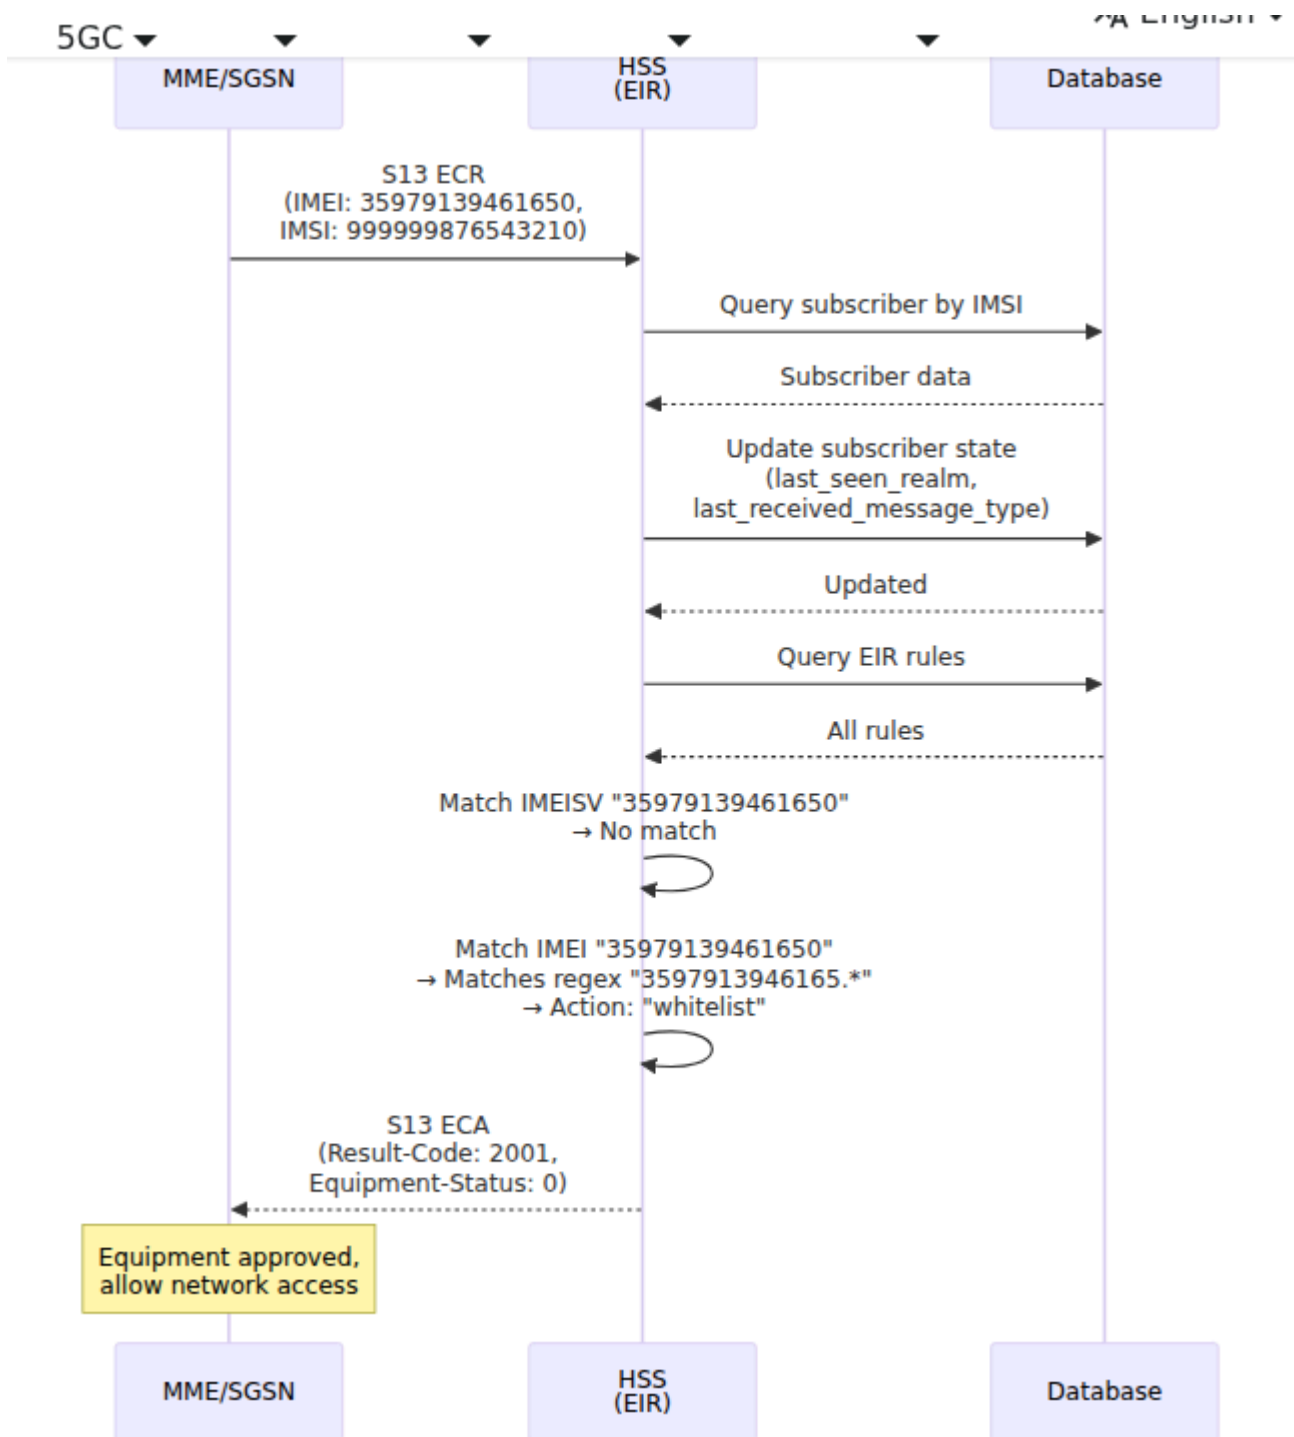 5GC
English
MME/SGSN
HSS
(EIR)
Database
S13 ECR
(IMEI: 35979139461650,
IMSI: 999999876543210)
Query subscriber by IMSI
Subscriber data
Update subscriber state
(last_seen_realm,
last_received_message_type)
Updated
Query EIR rules
All rules
Match IMEISV "35979139461650"
→ No match
Match IMEI "35979139461650"
→ Matches regex "3597913946165.*"
→ Action: "whitelist"
S13 ECA
(Result-Code: 2001,
Equipment-Status: 0)
Equipment approved,
allow network access
MME/SGSN
HSS
(EIR)
Database